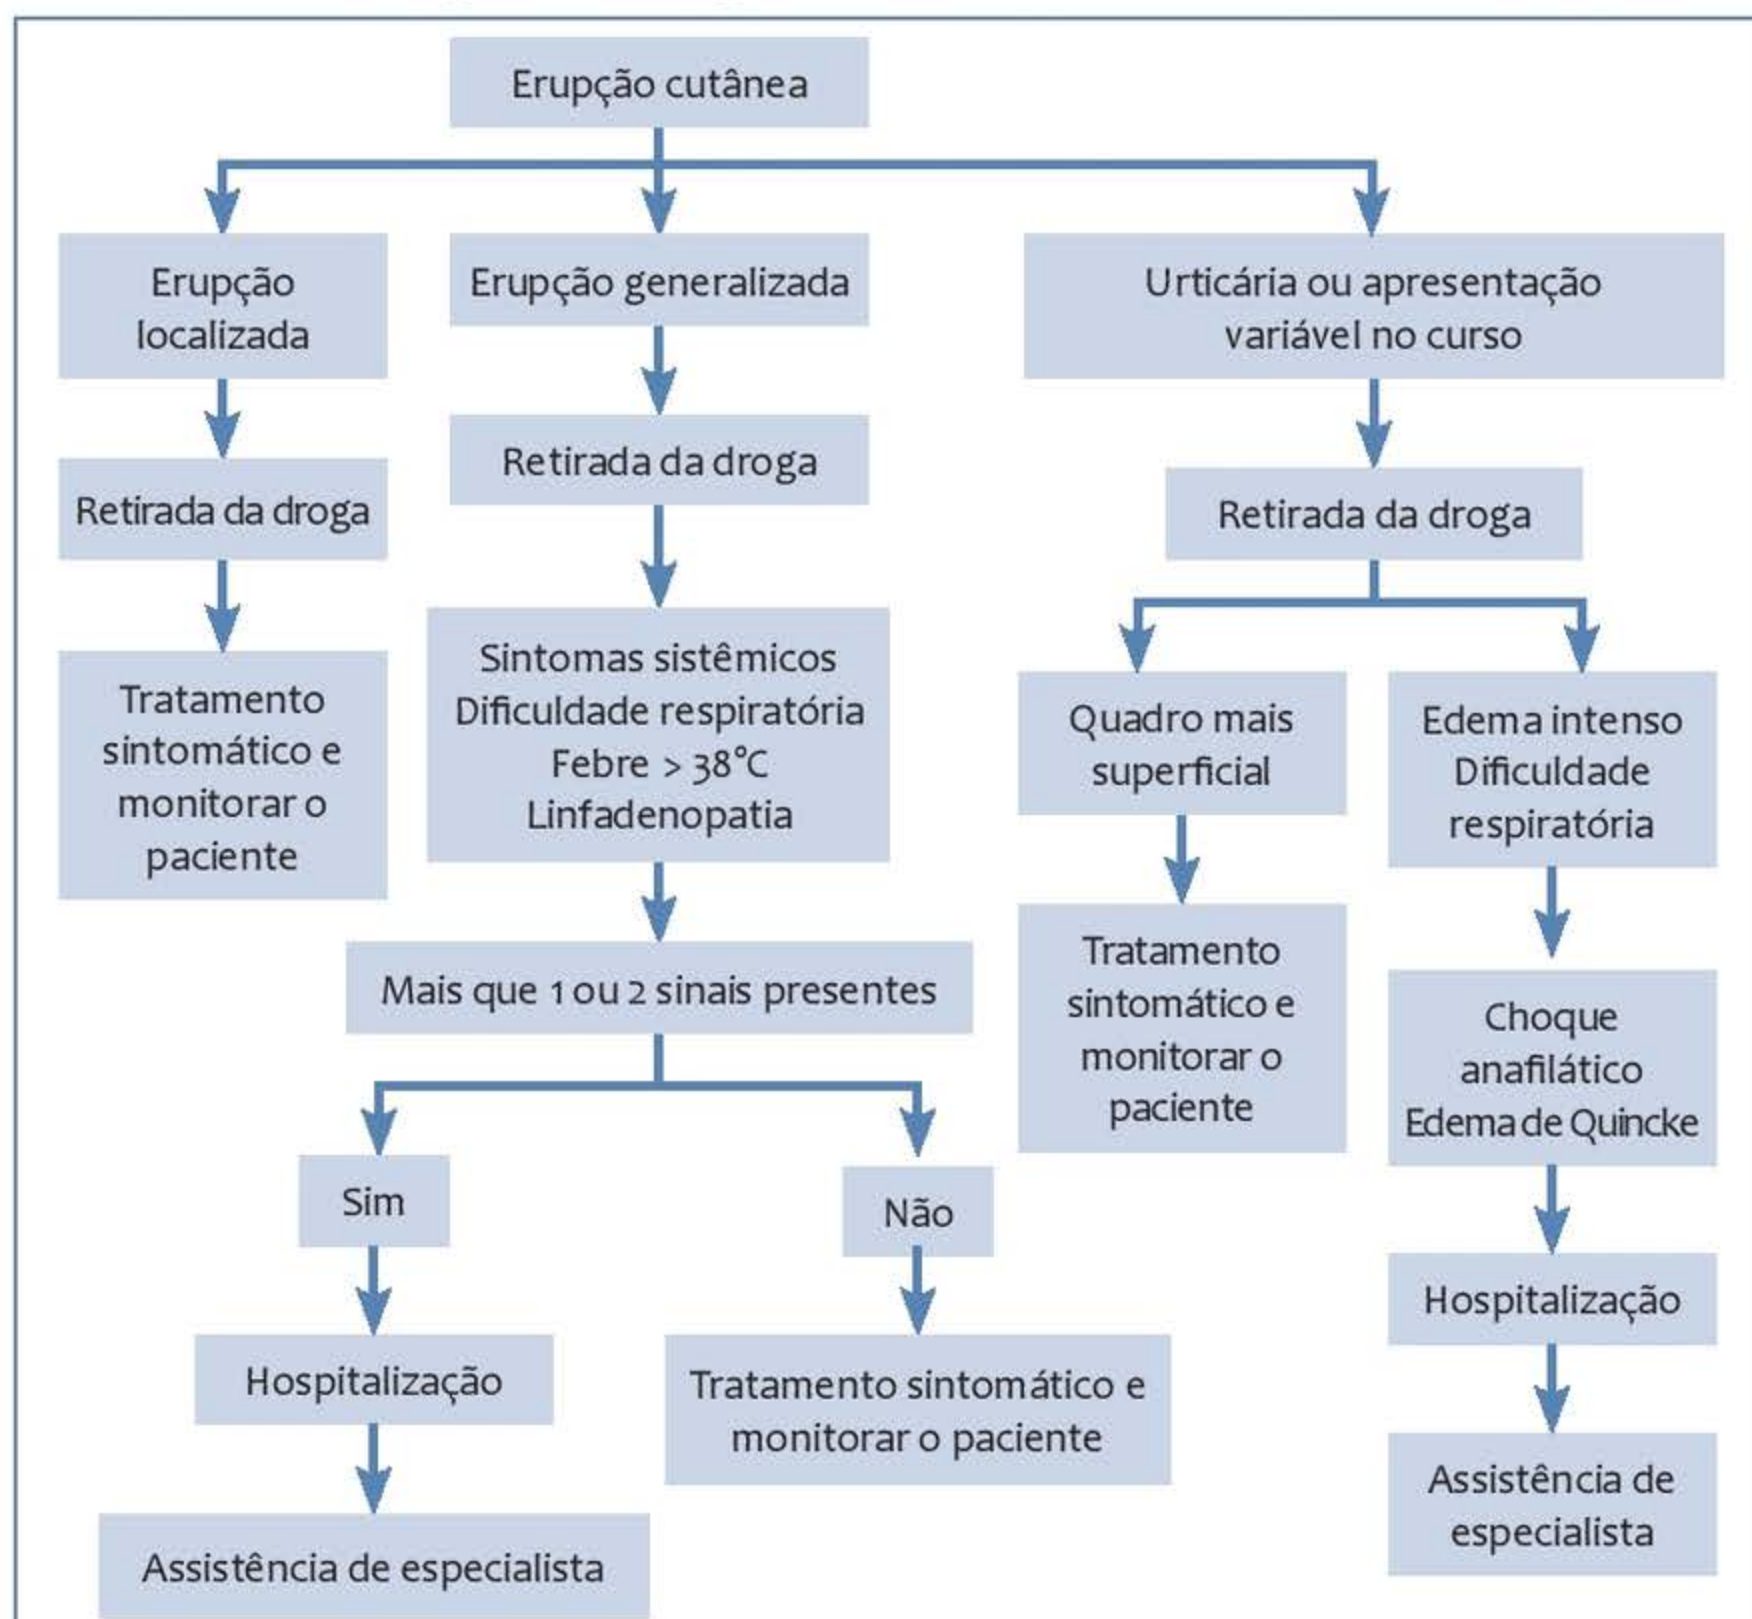 Erupção cutânea
Erupção
localizada
Retirada da droga
Tratamento
sintomático e
monitorar o
paciente
Erupção generalizada
Retirada da droga
Sintomas sistêmicos
Dificuldade respiratória
Febre > 38°C
Linfadenopatia
Mais que 1 ou 2 sinais presentes
Sim
Hospitalização
Assistência de especialista
Não
Tratamento sintomático e
monitorar o paciente
Urticária ou apresentação
variável no curso
Retirada da droga
Quadro mais
superficial
Tratamento
sintomático e
monitorar o
paciente
Edema intenso
Dificuldade
respiratória
Choque
anafilático
Edema de Quincke
Hospitalização
Assistência de
especialista